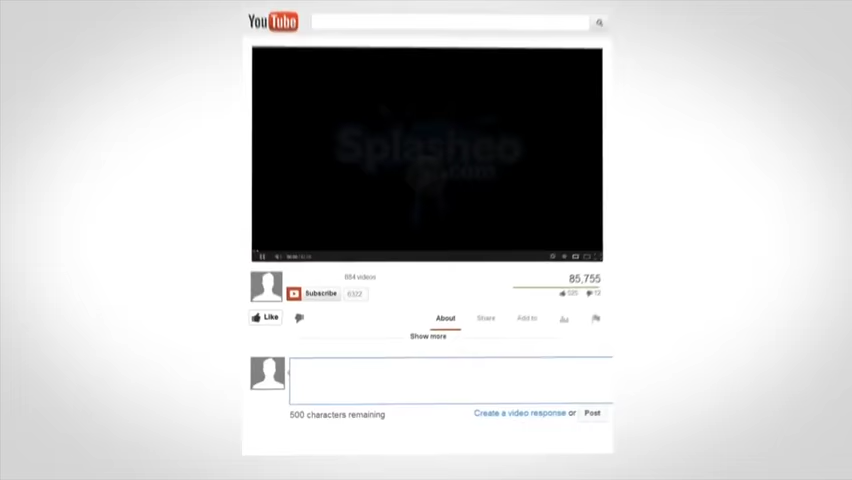 YouTube
Splasheo
.com
684 videos
Subscribe
6322
85,755
Like
About
Share
Add to
Show more
500 characters remaining
Create a video response or
Post